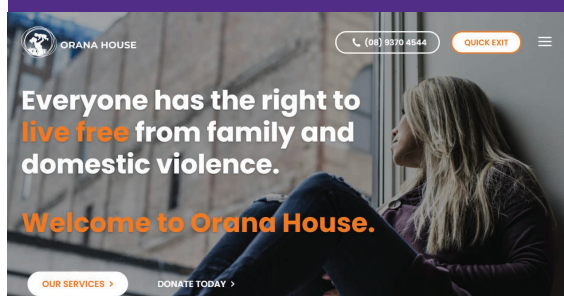 ORANA HOUSE
(08) 9370 4544
QUICK EXIT
Everyone has the right to
live free from family and
domestic violence.
Welcome to Orana House.
OUR SERVICES >
DONATE TODAY >